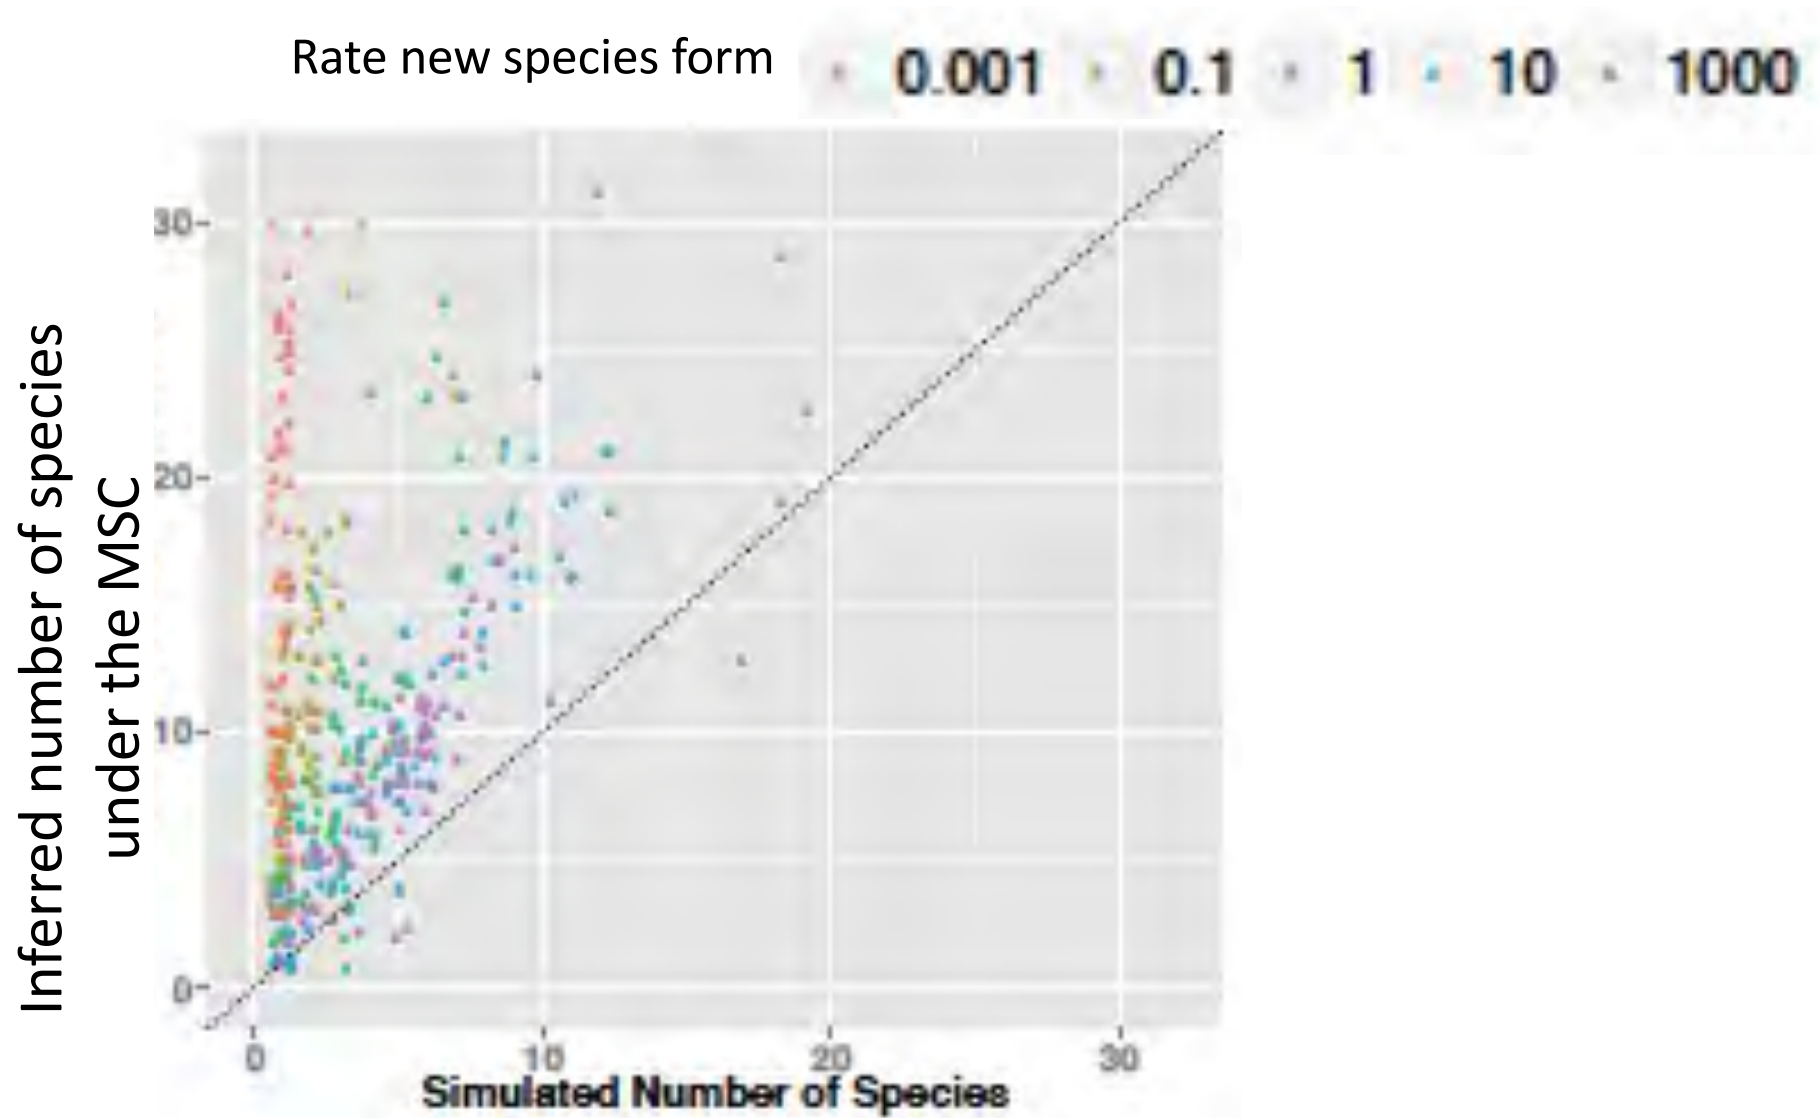 Rate new species form 0.001 0.1 1 10 1000
Inferred number of species
under the MSC
30
20
10
0
0 10 20 30
Simulated Number of Species